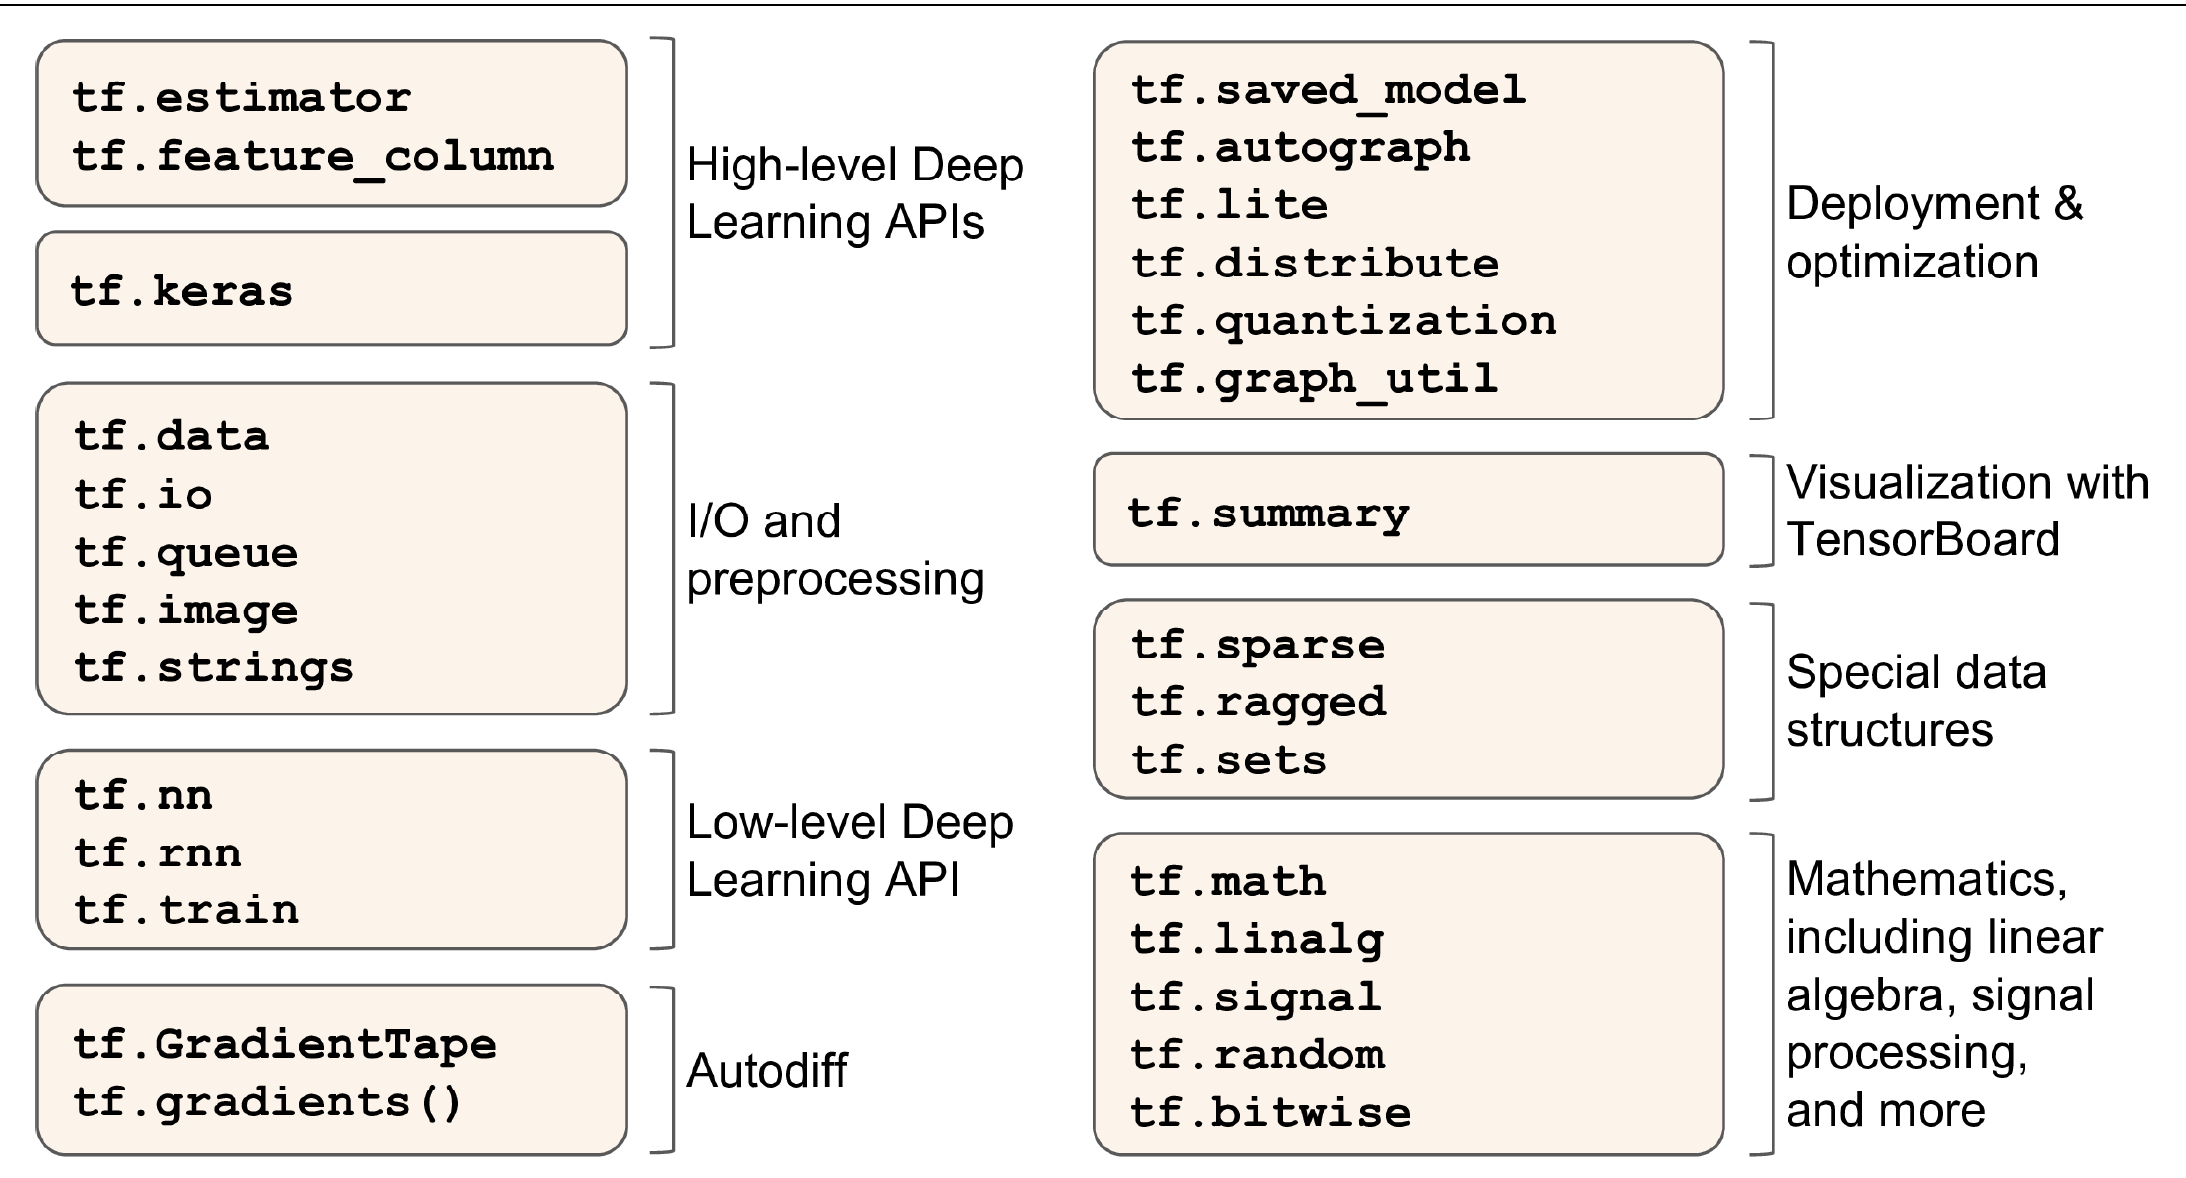 tf.estimator
tf.feature_column
tf.keras
High-level Deep
Learning APIs
tf.data
tf.io
tf.queue
tf.image
tf.strings
I/O and
preprocessing
tf.nn
tf.rnn
tf.train
Low-level Deep
Learning API
tf.GradientTape
tf.gradients()
Autodiff
tf.saved_model
tf.autograph
tf.lite
tf.distribute
tf.quantization
tf.graph_util
Deployment &
optimization
tf.summary
Visualization with
TensorBoard
tf.sparse
tf.ragged
tf.sets
Special data
structures
tf.math
tf.linalg
tf.signal
tf.random
tf.bitwise
Mathematics,
including linear
algebra, signal
processing,
and more